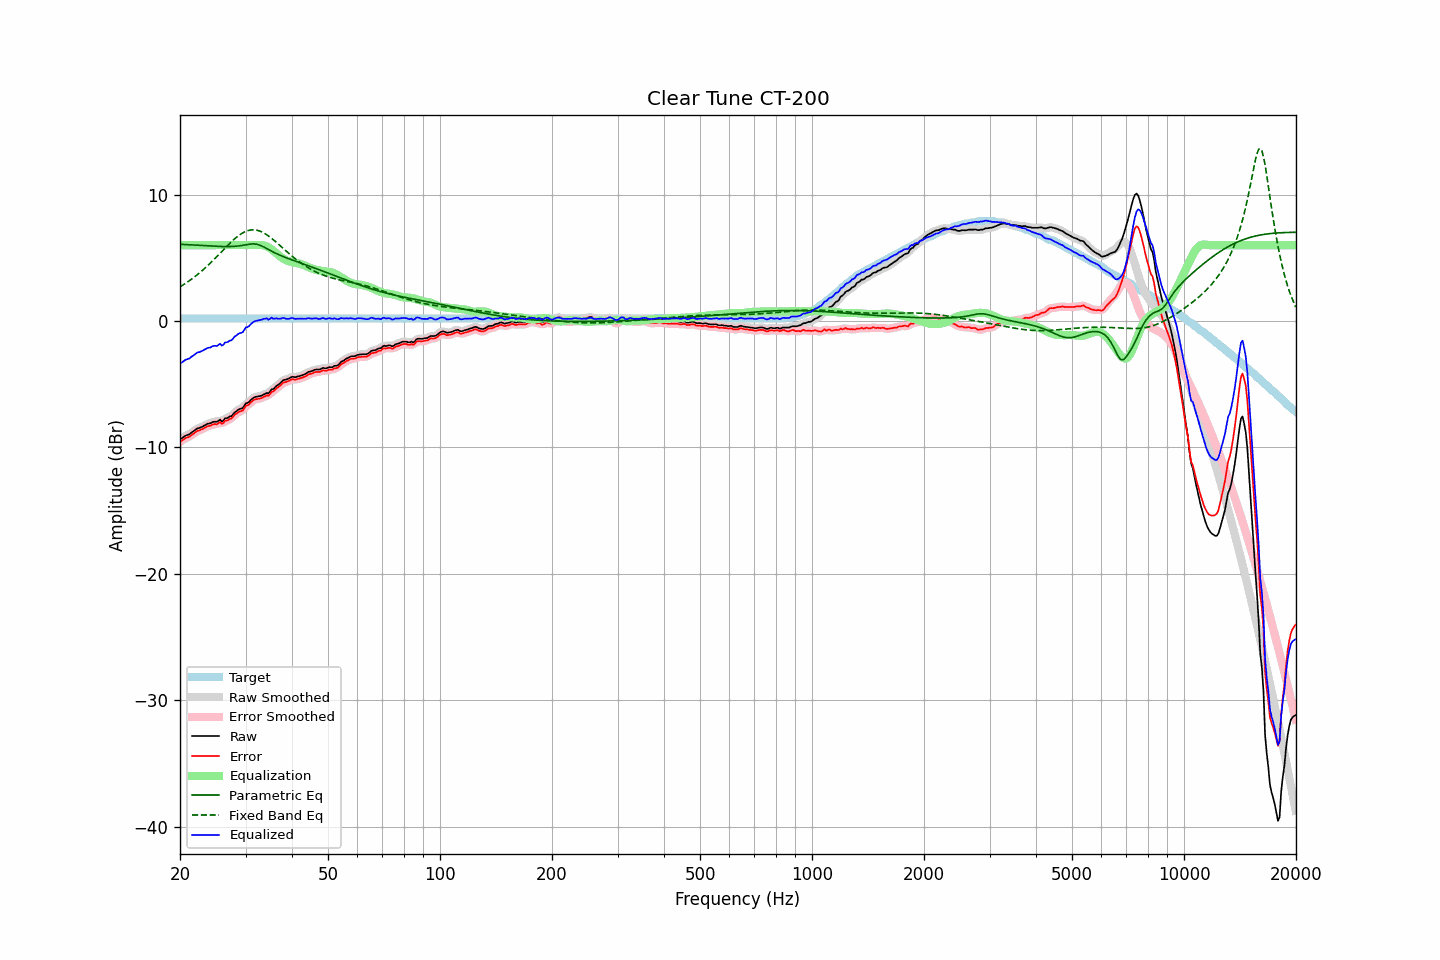 Clear Tune CT-200
Amplitude (dBr)
10
0
−10
−20
−30
−40
Target
Raw Smoothed
Error Smoothed
Raw
Error
Equalization
Parametric Eq
Fixed Band Eq
Equalized
20 50 100 200 500 1000 2000 5000 10000 20000
Frequency (Hz)